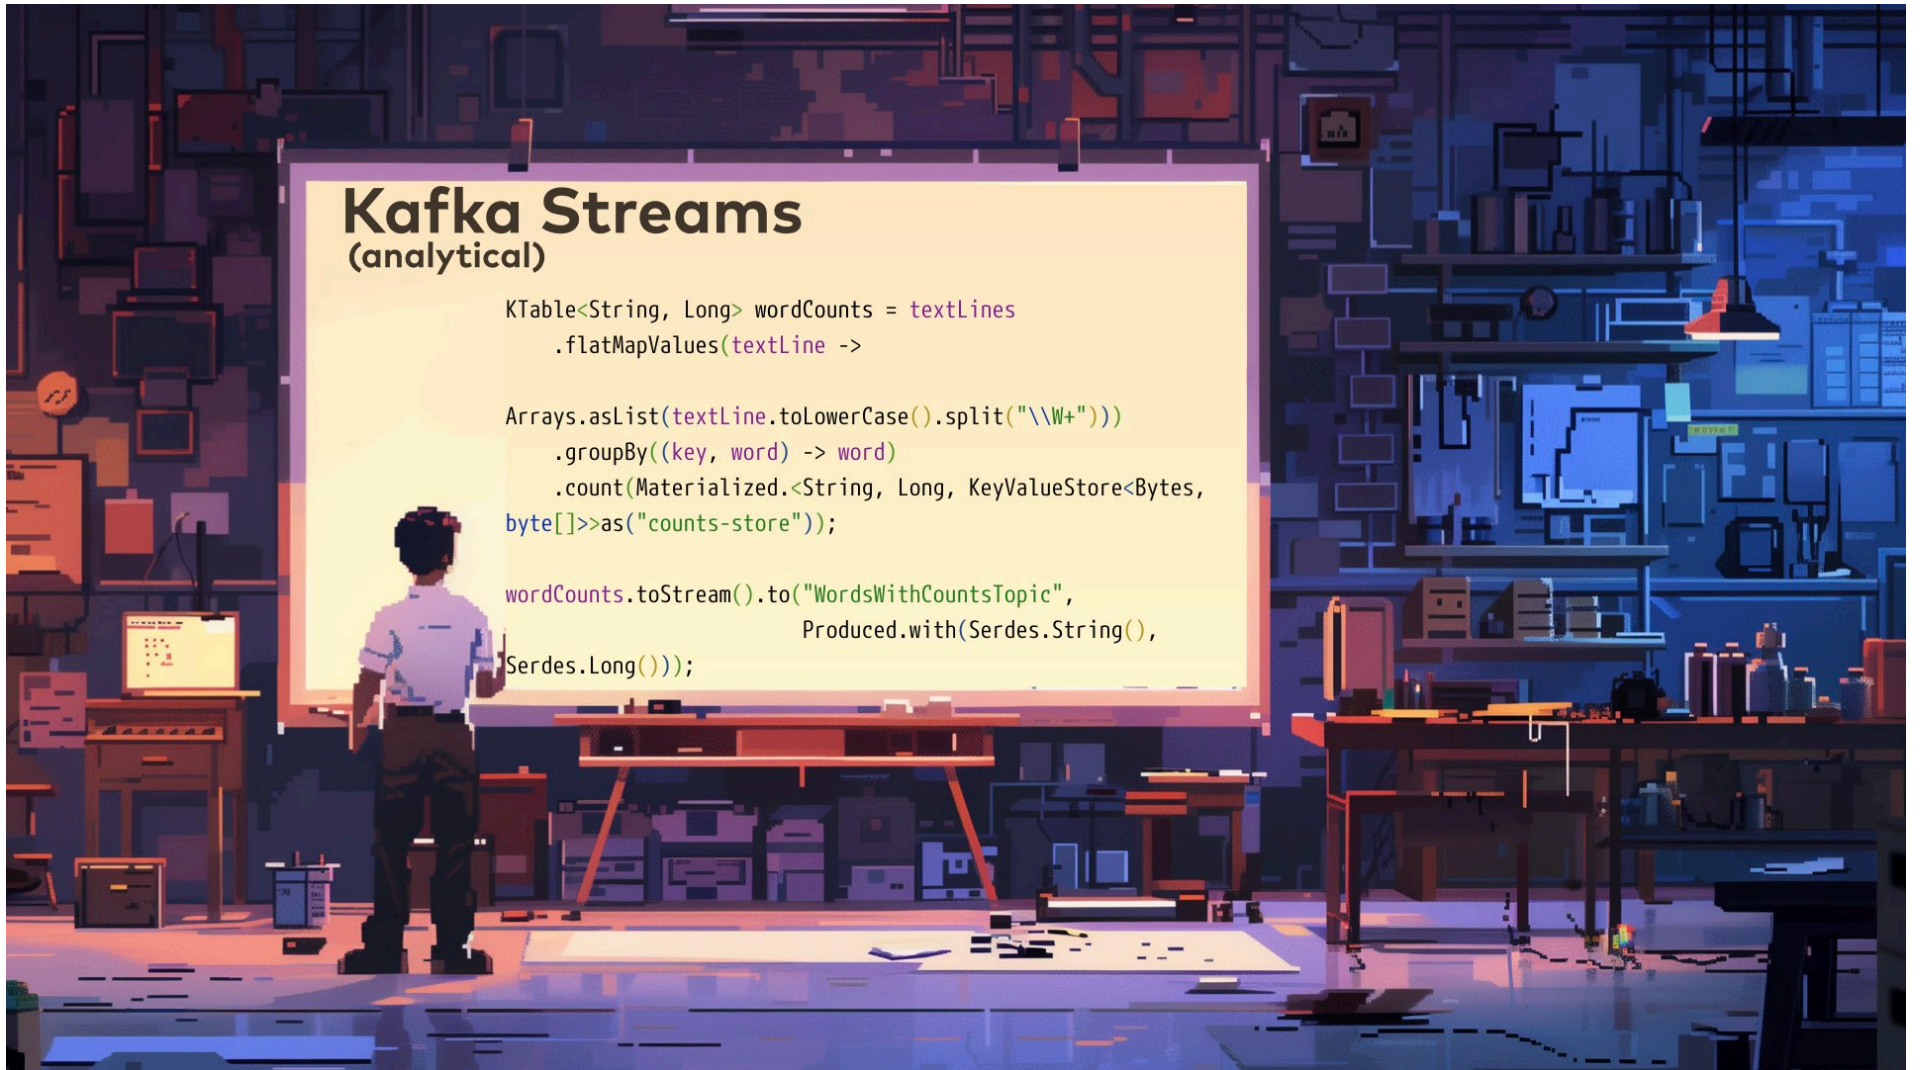 Kafka Streams
(analytical)
KTable<String, Long> wordCounts = textLines
    .flatMapValues(textLine ->
Arrays.asList(textLine.toLowerCase().split("\\W+")))
    .groupBy((key, word) -> word)
    .count(Materialized.<String, Long, KeyValueStore<Bytes,
byte[]>>as("counts-store"));
wordCounts.toStream().to("WordsWithCountsTopic",
                         Produced.with(Serdes.String(),
Serdes.Long()));